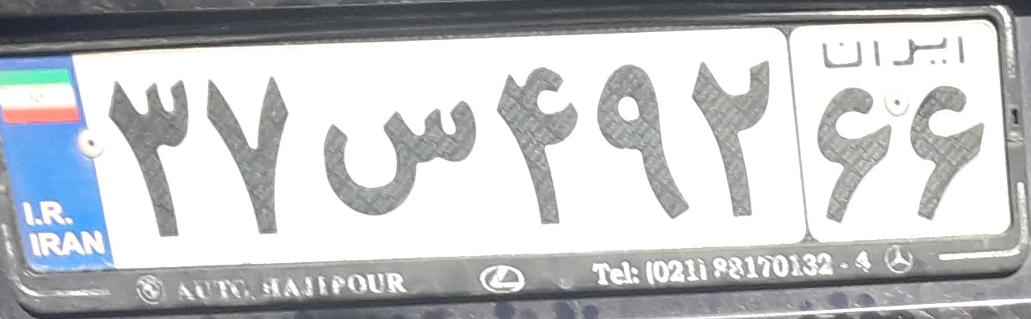 ۳۷ س ۴۹۲
ایران
۶۶
I.R.
IRAN
AUTO. HAJIPOUR
Tel: (021) 88170132 - 4